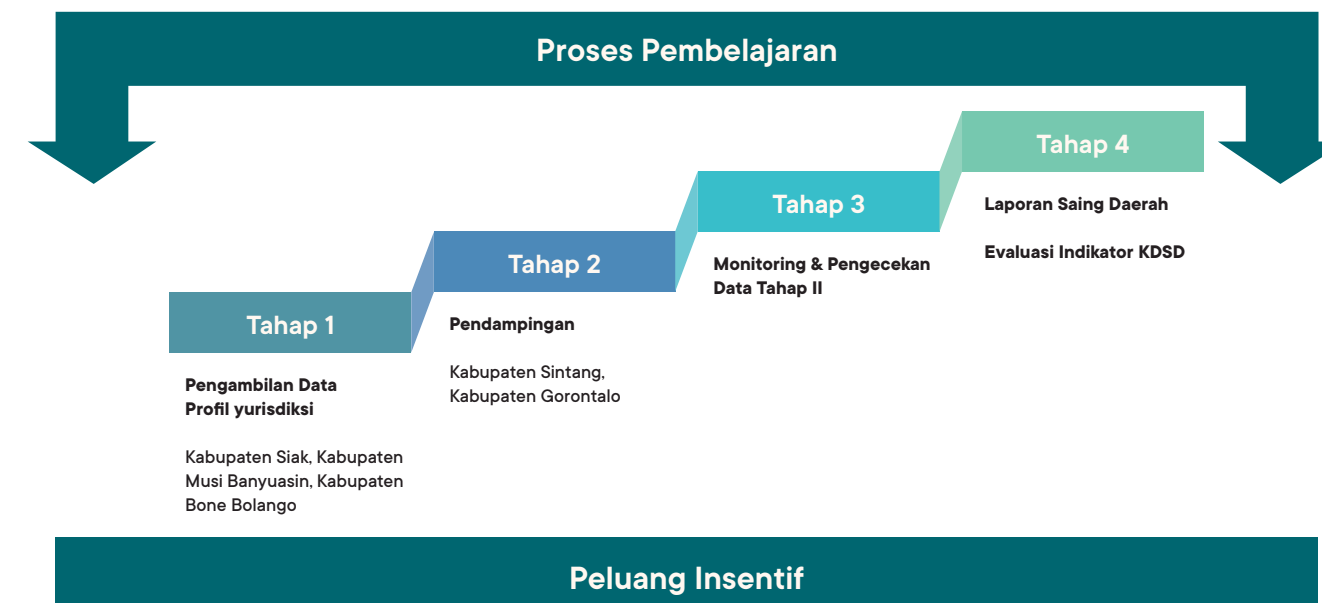 Proses Pembelajaran
Tahap 1
Pengambilan Data
Profil yurisdiksi
Kabupaten Siak, Kabupaten
Musi Banyuasin, Kabupaten
Bone Bolango
Tahap 2
Pendampingan
Kabupaten Sintang,
Kabupaten Gorontalo
Tahap 3
Monitoring & Pengecekan
Data Tahap II
Tahap 4
Laporan Saing Daerah
Evaluasi Indikator KDSD
Peluang Insentif